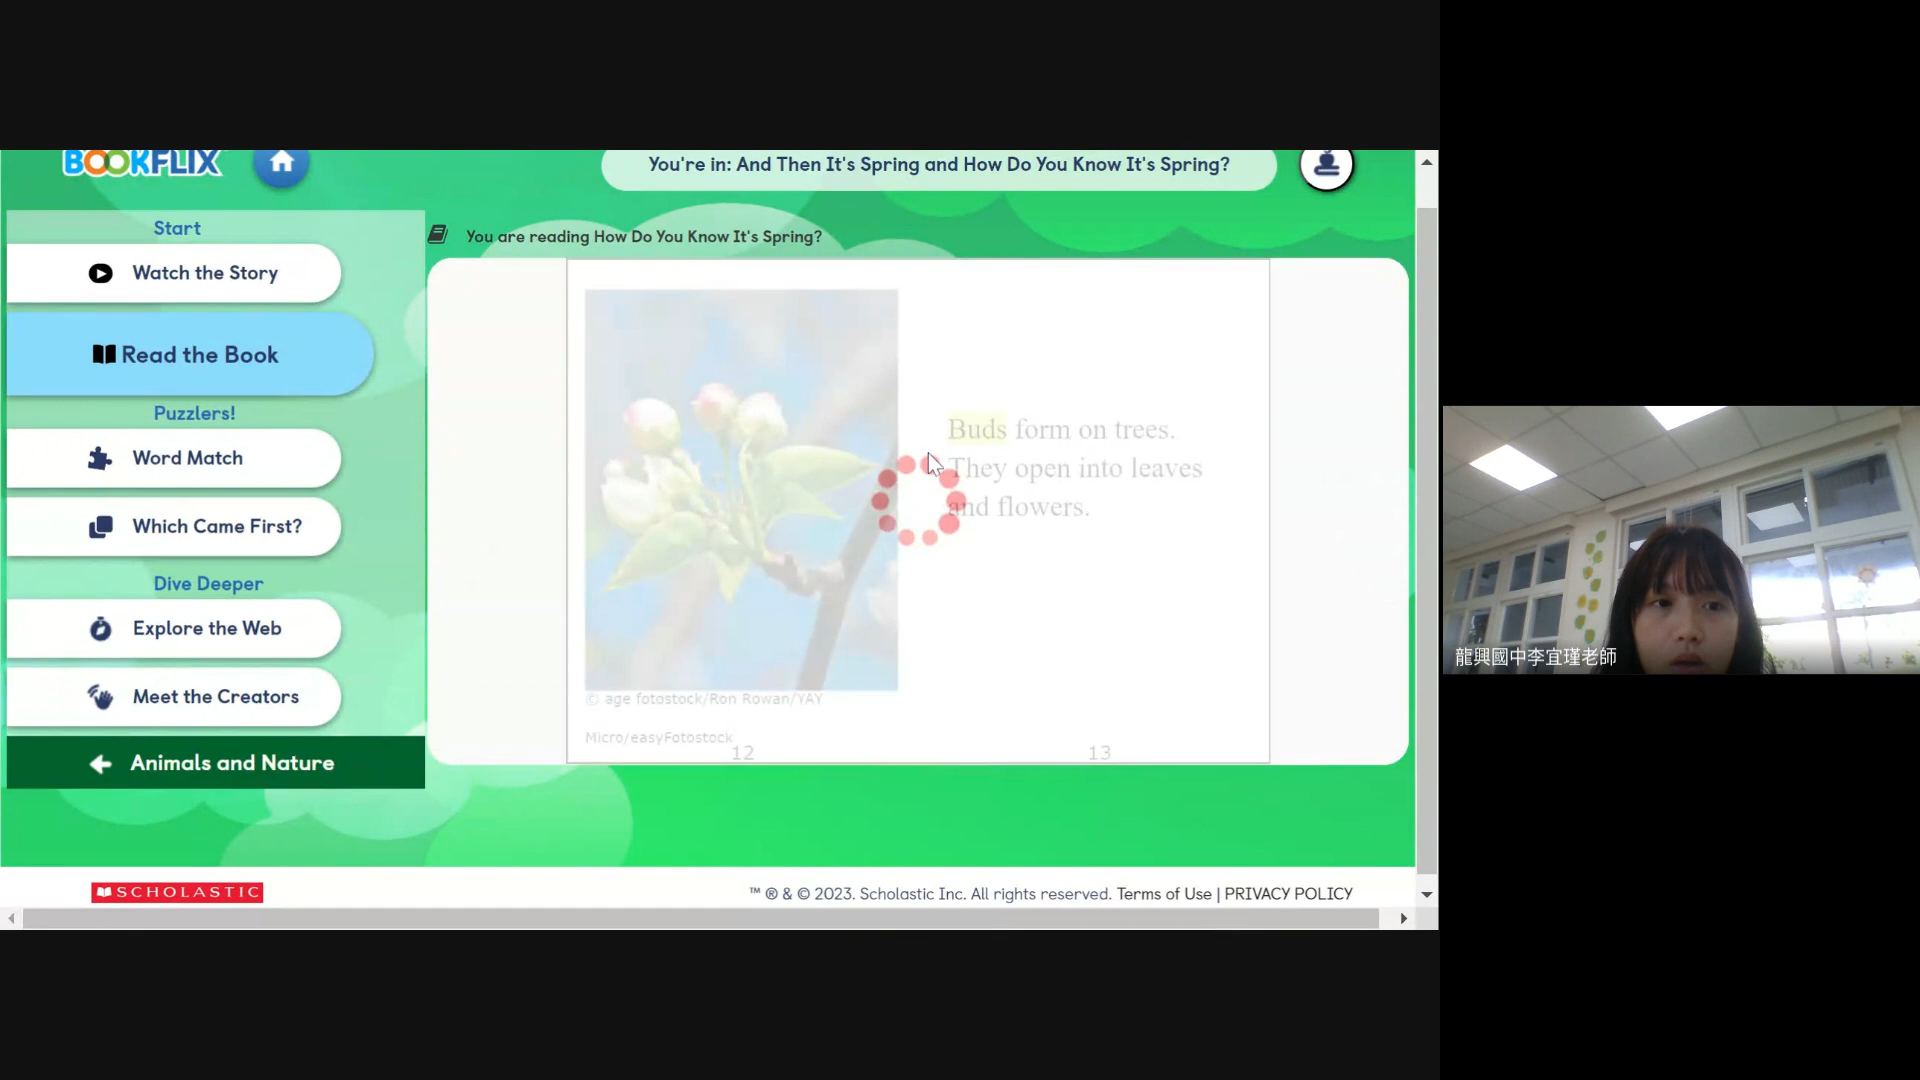 BOOKFLIX
You're in: And Then It's Spring and How Do You Know It's Spring?
Start
Watch the Story
Read the Book
Puzzlers!
Word Match
Which Came First?
Dive Deeper
Explore the Web
Meet the Creators
Animals and Nature
You are reading How Do You Know It's Spring?
Buds form on trees.
They open into leaves
and flowers.
© age fotostock/Ron Rowan/YAY
Micro/easyFotostock
12
13
SCHOLASTIC
™ ® & © 2023. Scholastic Inc. All rights reserved. Terms of Use | PRIVACY POLICY
龍興國中李宜瑾老師